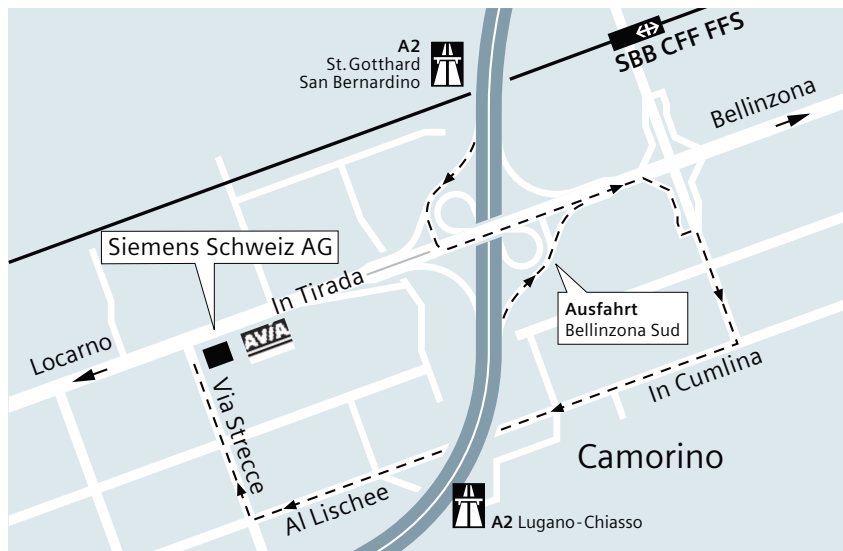 A2
St. Gotthard
San Bernardino
SBB CFF FFS
Bellinzona
Siemens Schweiz AG
In Tirada
AVIA
Ausfahrt
Bellinzona Sud
Locarno
Via Strecce
In Cumlina
Camorino
Al Lischee
A2 Lugano-Chiasso